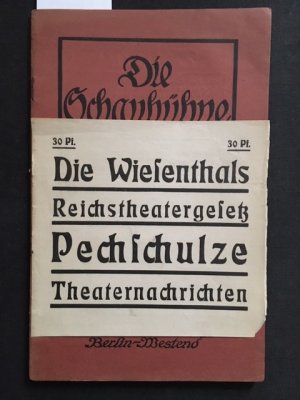 Die
Schaubühne
30 Pf. 30 Pf.
Die Wieſenthals
Reichstheatergeſetz
Pechſchulze
Theaternachrichten
Berlin-Westend